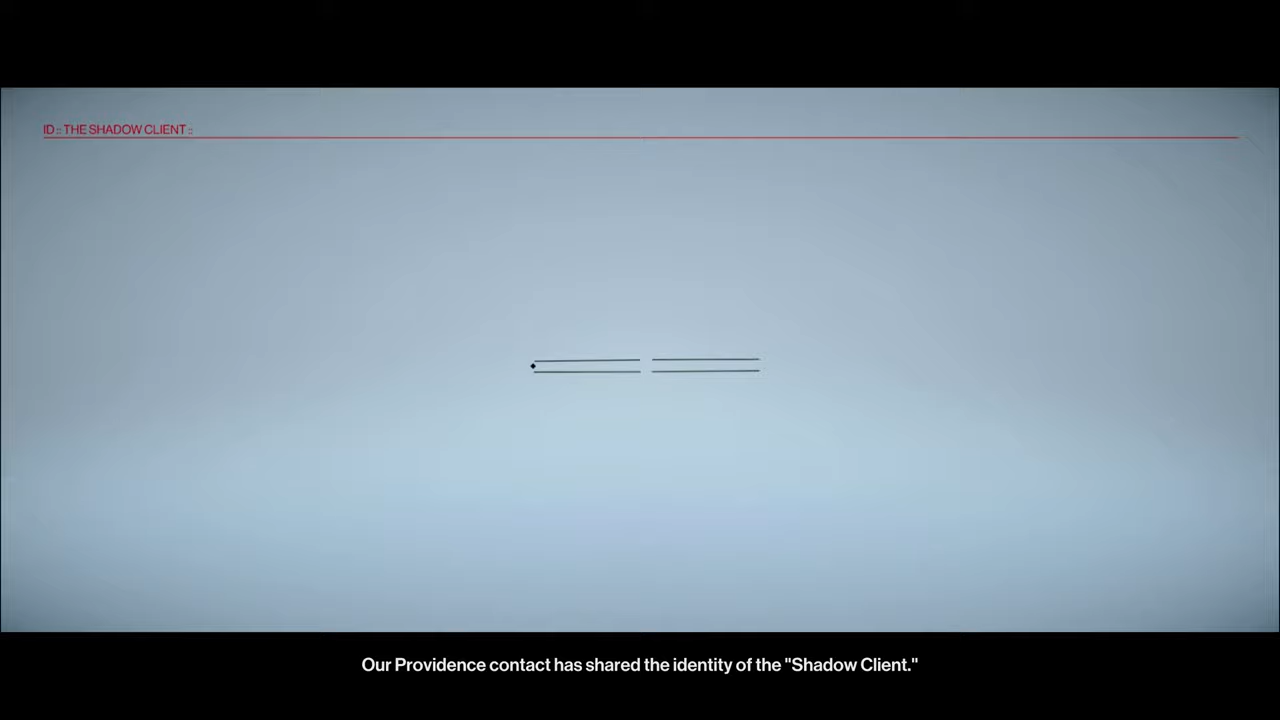 ID :: THE SHADOW CLIENT ::
Our Providence contact has shared the identity of the "Shadow Client."